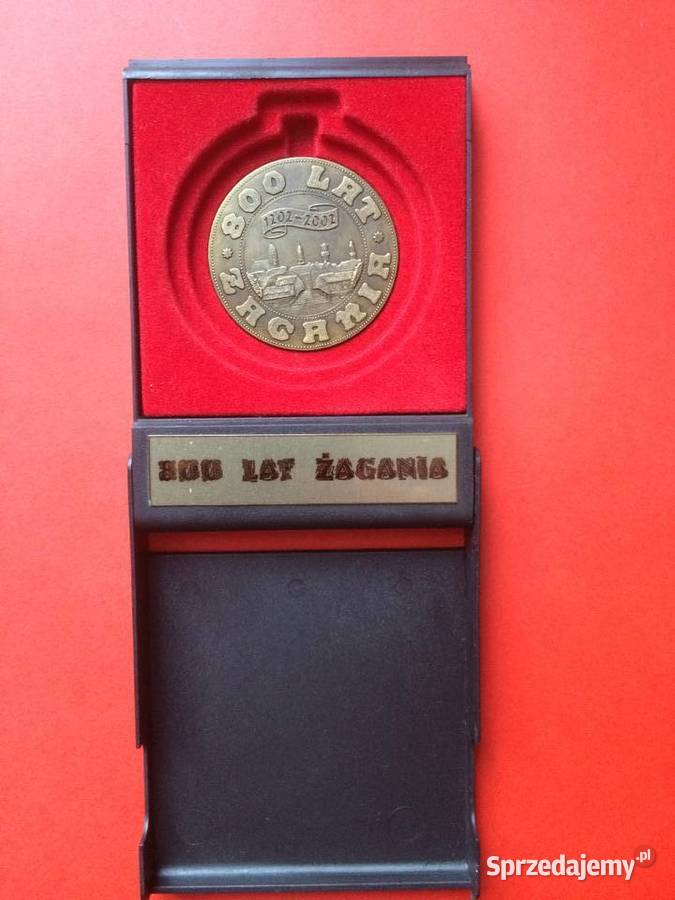 800 LAT
1202-2002
ŻAGANIA
800 LAT ŻAGANIA
Sprzedajemy.pl